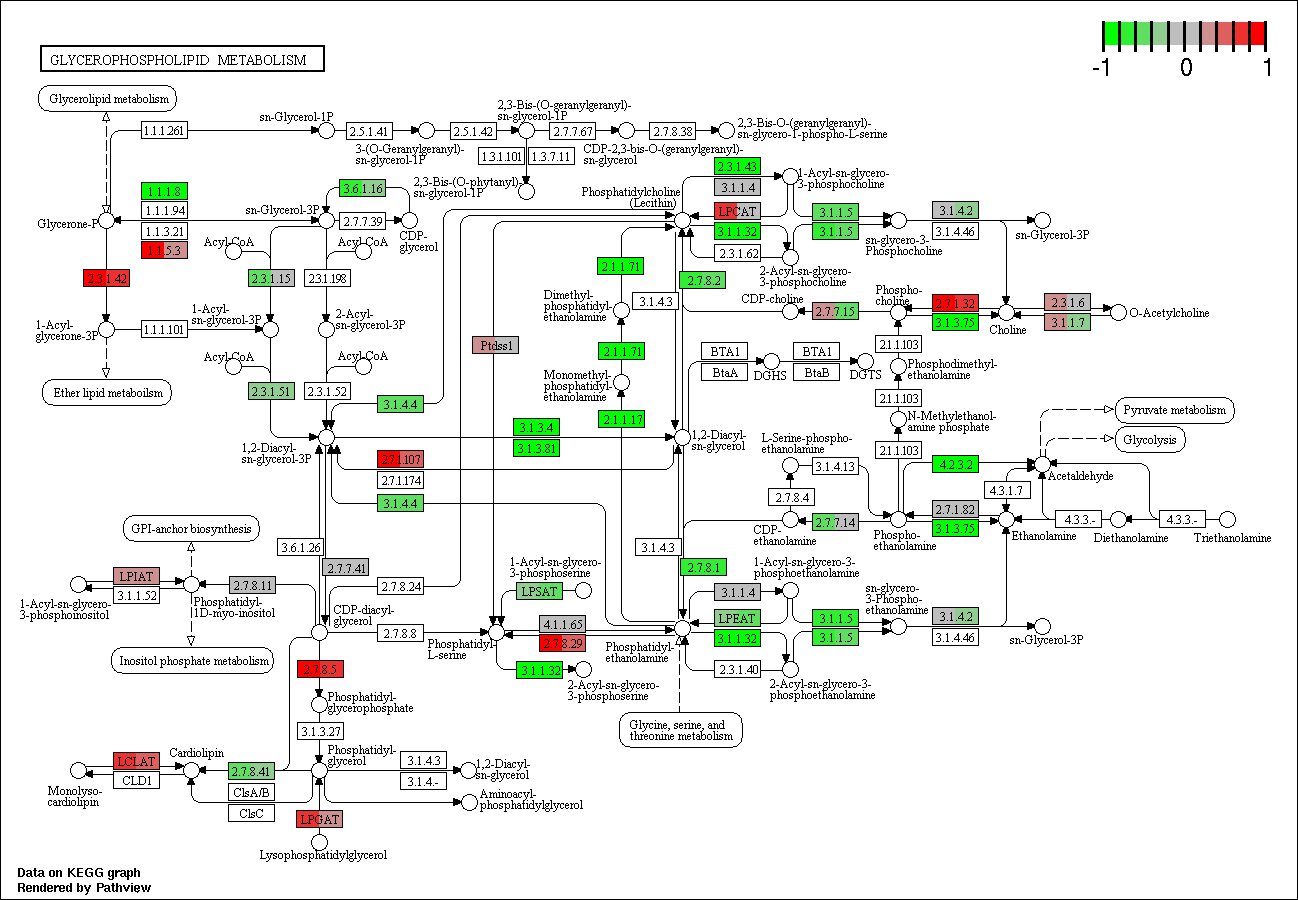 GLYCEROPHOSPHOLIPID METABOLISM
-1
0
1
Glycerolipid metabolism
1.1.1.261
sn-Glycerol-1P
2.5.1.41
3-(O-Geranylgeranyl)-
sn-glycerol-1P
2.5.1.42
2,3-Bis-(O-geranylgeranyl)-
sn-glycerol-1P
2.7.7.67
CDP-2,3-bis-O-(geranylgeranyl)-
sn-glycerol
2.7.8.38
2,3-Bis-O-(geranylgeranyl)-
sn-glycero-1-phospho-L-serine
1.3.1.101
1.3.7.11
2,3-Bis-(O-phytanyl)-
sn-glycerol-1P
1.1.1.8
1.1.1.94
1.1.3.21
1.1.5.3
Glycerone-P
sn-Glycerol-3P
3.6.1.16
2.7.7.39
CDP-
glycerol
Acyl-CoA
Acyl-CoA
2.3.1.42
2.3.1.15
2.3.1.198
1-Acyl-
glycerone-3P
1.1.1.101
1-Acyl-
sn-glycerol-3P
2-Acyl-
sn-glycerol-3P
Acyl-CoA
Acyl-CoA
Ether lipid metabolism
2.3.1.51
2.3.1.52
1,2-Diacyl-
sn-glycerol-3P
3.1.4.4
2.7.1.107
2.7.1.174
3.1.4.4
Ptdss1
3.1.3.4
3.1.3.81
Phosphatidylcholine
(Lecithin)
2.3.1.43
3.1.1.4
LPCAT
3.1.1.32
2.3.1.62
1-Acyl-sn-glycero-
3-phosphocholine
2-Acyl-sn-glycero-
3-phosphocholine
3.1.1.5
3.1.1.5
sn-glycero-3-
Phosphocholine
3.1.4.2
3.1.4.46
sn-Glycerol-3P
2.1.1.71
Dimethyl-
phosphatidyl-
ethanolamine
2.1.1.71
Monomethyl-
phosphatidyl-
ethanolamine
2.1.1.17
3.1.4.3
2.7.8.2
CDP-choline
2.7.7.15
Phospho-
choline
2.7.1.32
3.1.3.75
Choline
2.3.1.6
3.1.1.7
O-Acetylcholine
BTA1
BtaA
DGHS
BTA1
BtaB
DGTS
2.1.1.103
Phosphodimethyl-
ethanolamine
2.1.1.103
N-Methylethanol-
amine phosphate
2.1.1.103
1,2-Diacyl-
sn-glycerol
L-Serine-phospho-
ethanolamine
3.1.4.13
2.7.8.4
CDP-
ethanolamine
2.7.7.14
Phospho-
ethanolamine
4.2.3.2
Acetaldehyde
Pyruvate metabolism
Glycolysis
4.3.1.7
2.7.1.82
3.1.3.75
Ethanolamine
4.3.3.-
Diethanolamine
4.3.3.-
Triethanolamine
GPI-anchor biosynthesis
3.6.1.26
2.7.7.41
LPIAT
3.1.1.52
1-Acyl-sn-glycero-
3-phosphoinositol
Phosphatidyl-
1D-myo-inositol
2.7.8.11
2.7.8.24
CDP-diacyl-
glycerol
2.7.8.8
Inositol phosphate metabolism
1-Acyl-sn-glycero-
3-phosphoserine
LPSAT
Phosphatidyl-
L-serine
4.1.1.65
2.7.8.29
3.1.1.32
2-Acyl-sn-glycero-
3-phosphoserine
3.1.4.3
2.7.8.1
Phosphatidyl-
ethanolamine
1-Acyl-sn-glycero-3-
phosphoethanolamine
3.1.1.4
LPEAT
3.1.1.32
2.3.1.40
2-Acyl-sn-glycero-3-
phosphoethanolamine
3.1.1.5
3.1.1.5
sn-glycero-
3-Phospho-
ethanolamine
3.1.4.2
3.1.4.46
sn-Glycerol-3P
Glycine, serine, and
threonine metabolism
2.7.8.5
Phosphatidyl-
glycerophosphate
3.1.3.27
Phosphatidyl-
glycerol
LCLAT
CLD1
Monolyso-
cardiolipin
Cardiolipin
2.7.8.41
ClsA/B
ClsC
3.1.4.3
3.1.4.-
1,2-Diacyl-
sn-glycerol
Aminoacyl-
phosphatidylglycerol
LPGAT
Lysophosphatidylglycerol
Data on KEGG graph
Rendered by Pathview